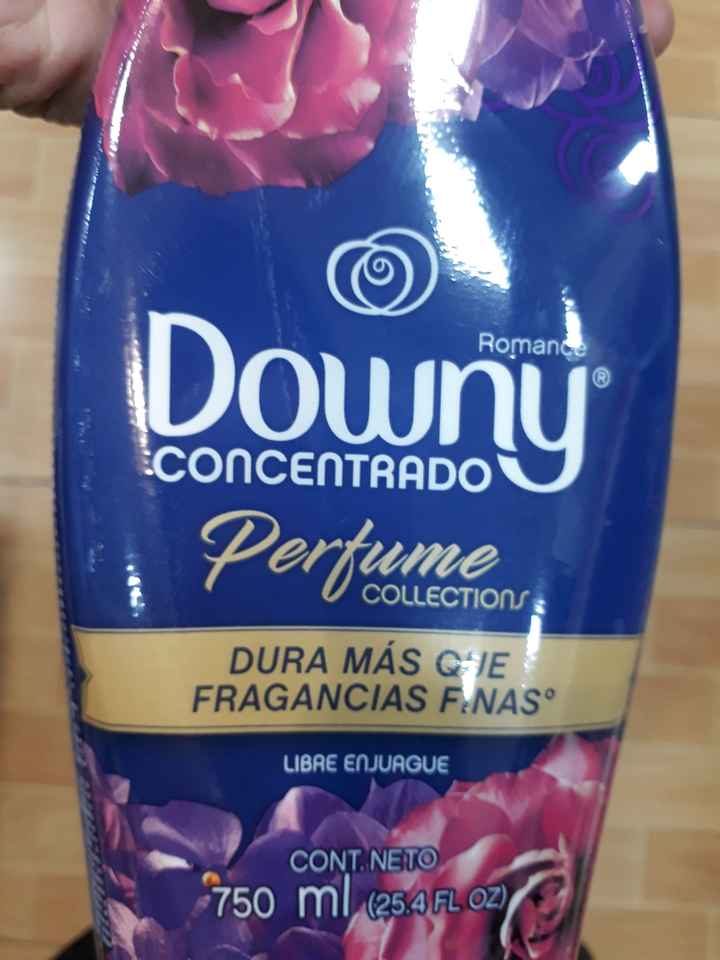 Romance
Downy®
CONCENTRADO
Perfume
COLLECTIONS
DURA MÁS QUE
FRAGANCIAS FINAS°
LIBRE ENJUAGUE
CONT. NETO
750 ml (25.4 FL OZ)